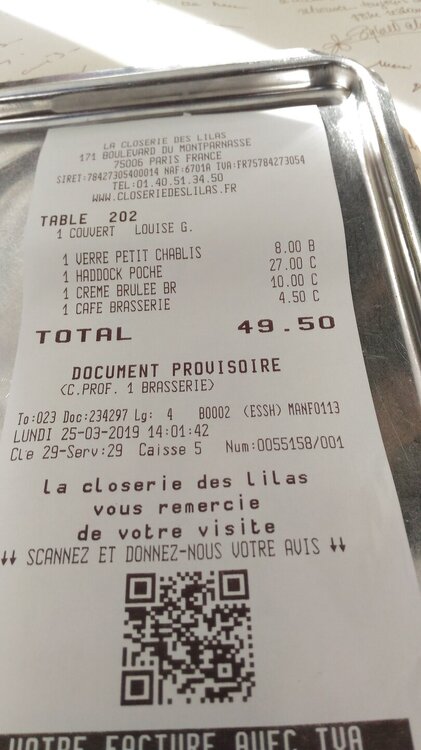 LA CLOSERIE DES LILAS
171 BOULEVARD DU MONTPARNASSE
75006 PARIS FRANCE
SIRET:78427305400014 NAF:6701A TVA:FR75784273054
TEL:01.40.51.34.50
WWW.CLOSERIEDESLILAS.FR
TABLE 202
1 COUVERT LOUISE G.
1 VERRE PETIT CHABLIS 8.00 B
1 HADDOCK POCHE 27.00 C
1 CREME BRULEE BR 10.00 C
1 CAFE BRASSERIE 4.50 C
TOTAL 49.50
DOCUMENT PROVISOIRE
(C.PROF. 1 BRASSERIE)
To:023 Doc:234297 Lg: 4 B0002 (ESSH) MANF0113
LUNDI 25-03-2019 14:01:42
Cle 29-Serv:29 Caisse 5 Num:0055158/001
la closerie des lilas
vous remercie
de votre visite
↓↓ SCANNEZ ET DONNEZ-NOUS VOTRE AVIS ↓↓
VOTRE FACTURE AVEC TVA